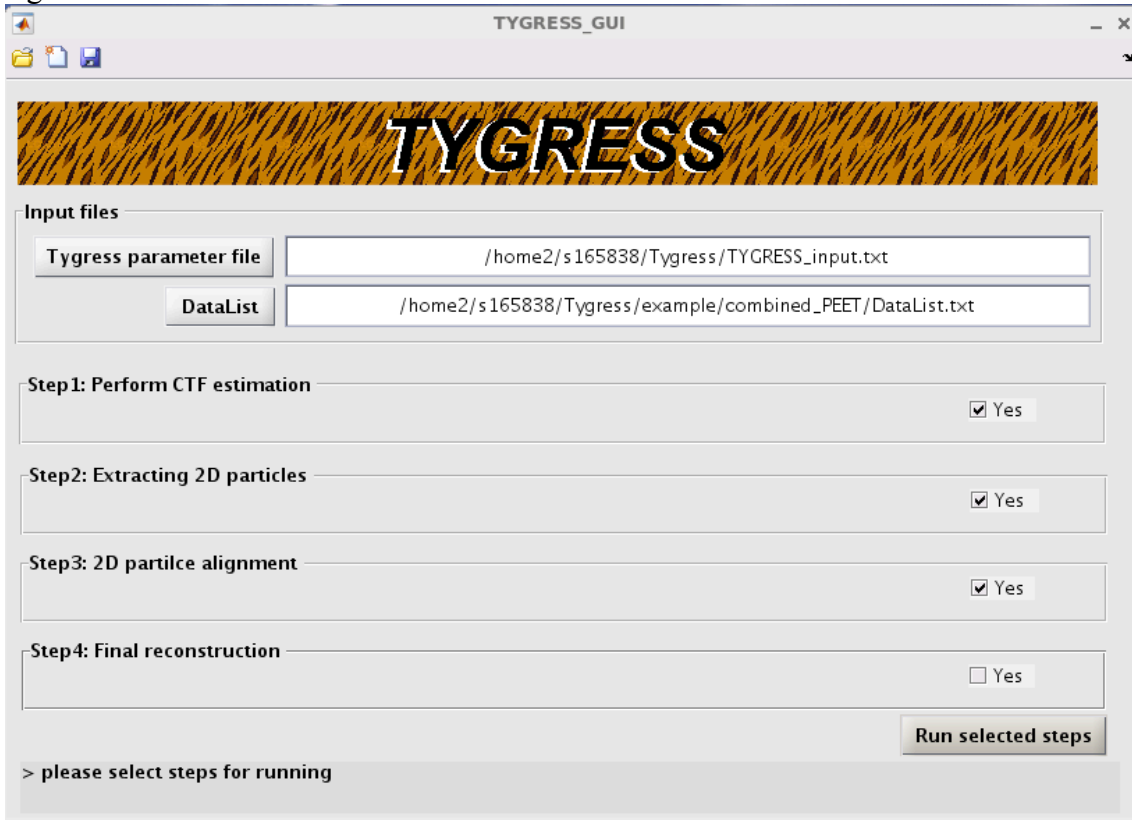 TYGRESS_GUI
TYGRESS
Input files
Tygress parameter file
/home2/s165838/Tygress/TYGRESS_input.txt
DataList
/home2/s165838/Tygress/example/combined_PEET/DataList.txt
Step1: Perform CTF estimation
Yes
Step2: Extracting 2D particles
Yes
Step3: 2D partilce alignment
Yes
Step4: Final reconstruction
Yes
Run selected steps
> please select steps for running